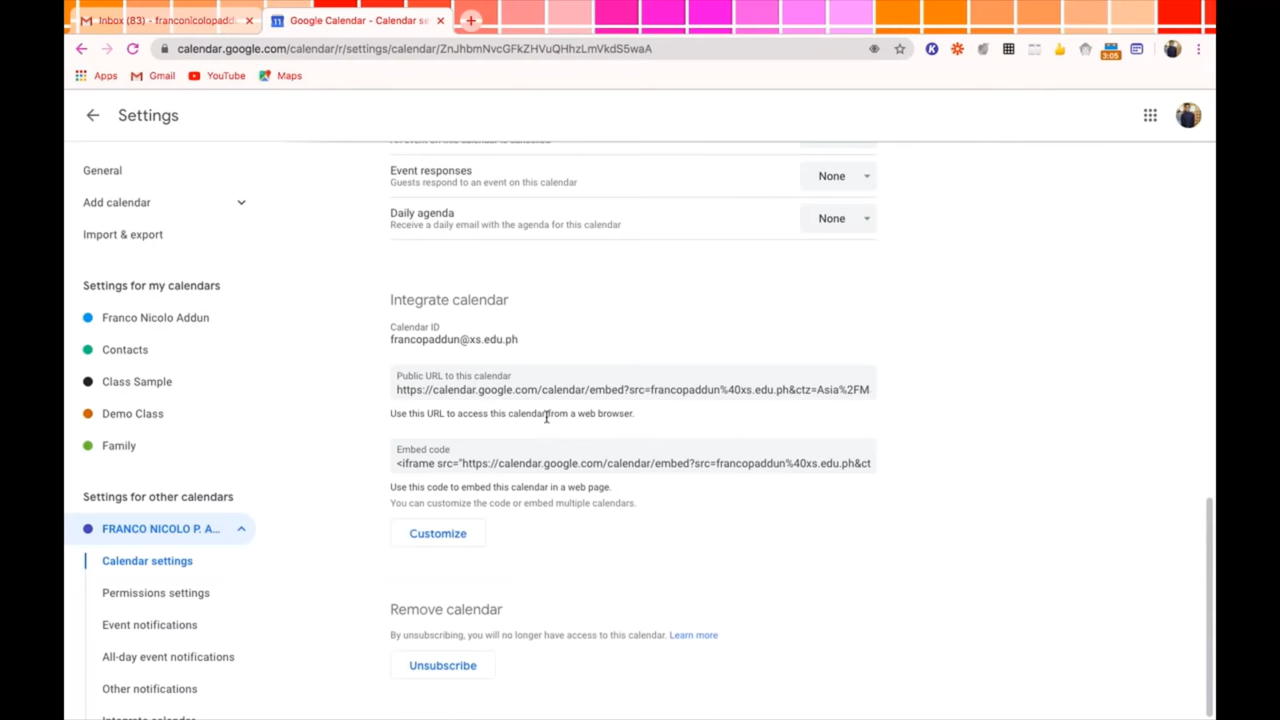 Inbox (83) - franconicolopadd
Google Calendar - Calendar se
calendar.google.com/calendar/r/settings/calendar/ZnJhbmNvcGFkZHVuQHhzLmVkdS5waA
3:05
Apps
Gmail
YouTube
Maps
Settings
General
Add calendar
Import & export
Settings for my calendars
Franco Nicolo Addun
Contacts
Class Sample
Demo Class
Family
Settings for other calendars
FRANCO NICOLO P. A...
Calendar settings
Permissions settings
Event notifications
All-day event notifications
Other notifications
Integrate calendar
Event responses
None
Guests respond to an event on this calendar
Daily agenda
None
Receive a daily email with the agenda for this calendar
Integrate calendar
Calendar ID
francopaddun@xs.edu.ph
Public URL to this calendar
https://calendar.google.com/calendar/embed?src=francopaddun%40xs.edu.ph&ctz=Asia%2FM
Use this URL to access this calendar from a web browser.
Embed code
<iframe src="https://calendar.google.com/calendar/embed?src=francopaddun%40xs.edu.ph&ct
Use this code to embed this calendar in a web page.
You can customize the code or embed multiple calendars.
Customize
Remove calendar
By unsubscribing, you will no longer have access to this calendar. Learn more
Unsubscribe